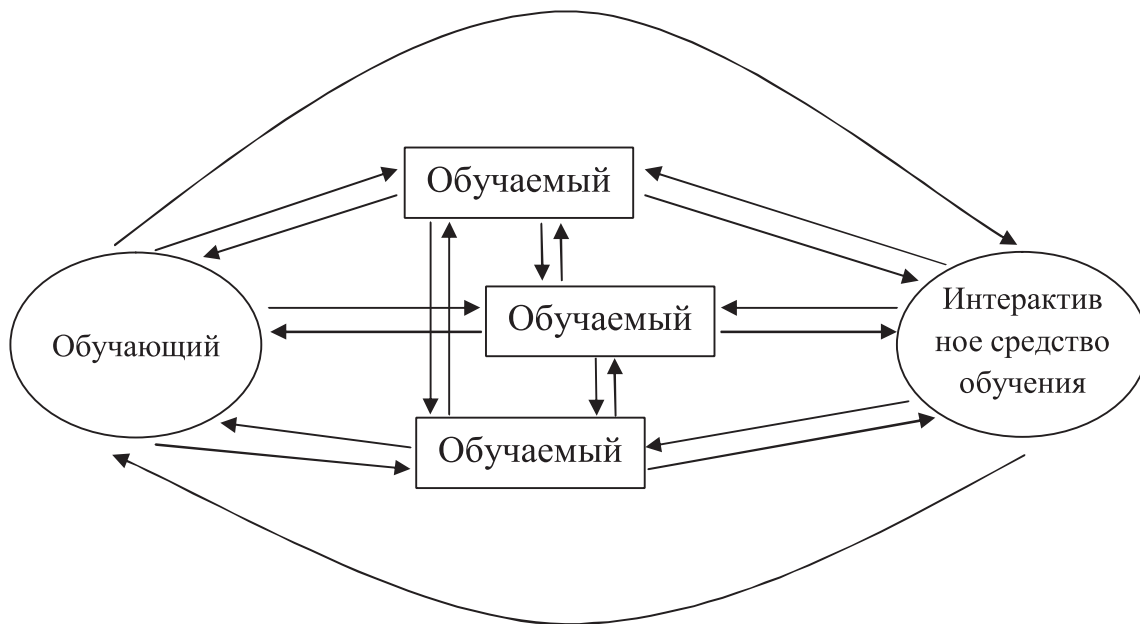 Обучаемый
Обучаемый
Обучающий
Интерактив
ное средство
обучения
Обучаемый